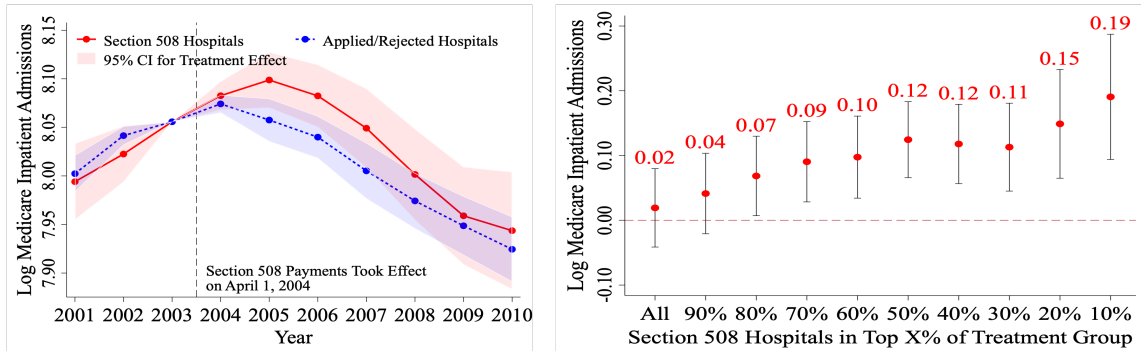 Log Medicare Inpatient Admissions
8.15
8.10
8.05
8.00
7.95
7.90
Section 508 Hospitals
Applied/Rejected Hospitals
95% CI for Treatment Effect
Section 508 Payments Took Effect
on April 1, 2004
2001 2002 2003 2004 2005 2006 2007 2008 2009 2010
Year
Log Medicare Inpatient Admissions
0.30
0.20
0.10
0.00
-0.10
0.02 0.04 0.07 0.09 0.10 0.12 0.12 0.11 0.15 0.19
All 90% 80% 70% 60% 50% 40% 30% 20% 10%
Section 508 Hospitals in Top X% of Treatment Group